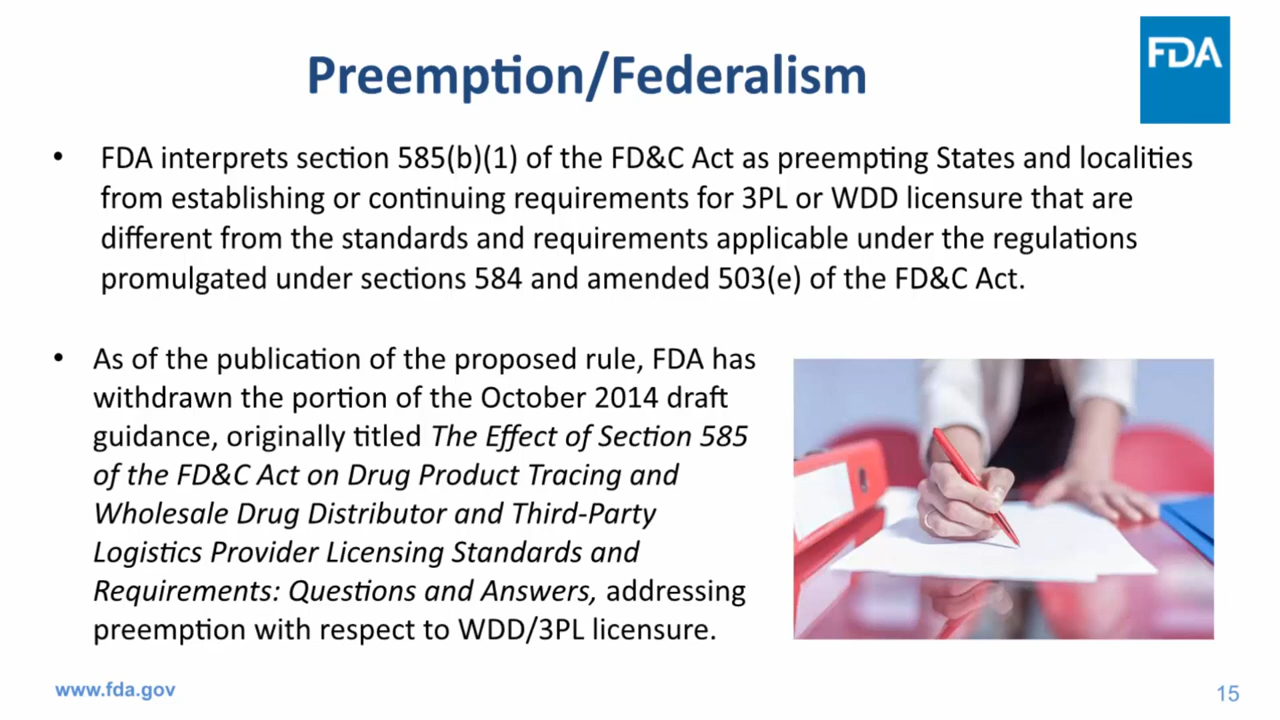 Preemption/Federalism
FDA
• FDA interprets section 585(b)(1) of the FD&C Act as preempting States and localities
from establishing or continuing requirements for 3PL or WDD licensure that are
different from the standards and requirements applicable under the regulations
promulgated under sections 584 and amended 503(e) of the FD&C Act.
• As of the publication of the proposed rule, FDA has
withdrawn the portion of the October 2014 draft
guidance, originally titled The Effect of Section 585
of the FD&C Act on Drug Product Tracing and
Wholesale Drug Distributor and Third-Party
Logistics Provider Licensing Standards and
Requirements: Questions and Answers, addressing
preemption with respect to WDD/3PL licensure.
www.fda.gov
15